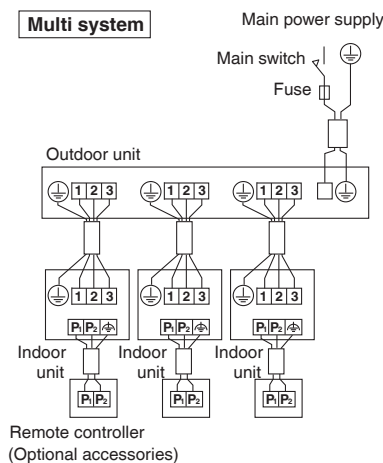 Multi system
Main power supply
Main switch
Fuse
Outdoor unit
1 2 3 1 2 3 1 2 3
1 2 3 1 2 3 1 2 3
P₁ P₂ P₁ P₂ P₁ P₂
Indoor unit Indoor unit Indoor unit
P₁ P₂ P₁ P₂ P₁ P₂
Remote controller
(Optional accessories)